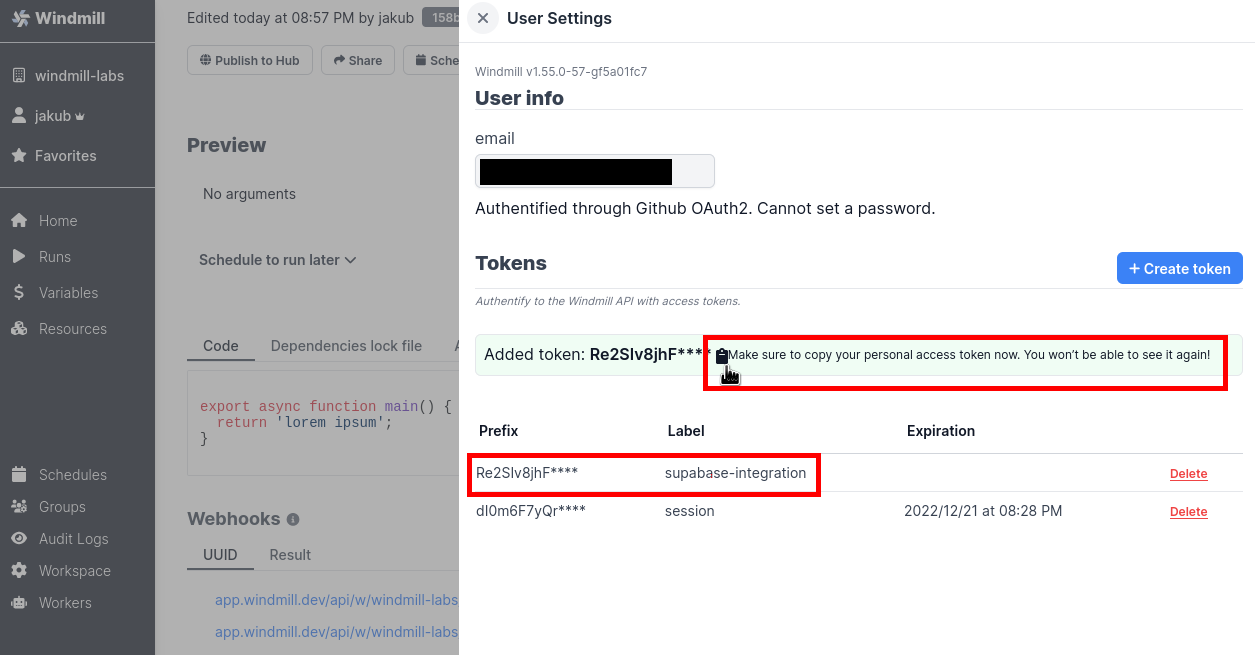 Windmill
windmill-labs
jakub
Favorites
Home
Runs
Variables
Resources
Schedules
Groups
Audit Logs
Workspace
Workers
Edited today at 08:57 PM by jakub 158b
Publish to Hub
Share
Sche
Preview
No arguments
Schedule to run later
Code
Dependencies lock file
A
export async function main() {
return 'lorem ipsum';
}
Webhooks
UUID
Result
app.windmill.dev/api/w/windmill-labs
app.windmill.dev/api/w/windmill-labs
User Settings
Windmill v1.55.0-57-gf5a01fc7
User info
email
Authentified through Github OAuth2. Cannot set a password.
Tokens
+ Create token
Authentify to the Windmill API with access tokens.
Added token: Re2SIv8jhF**** Make sure to copy your personal access token now. You won't be able to see it again!
Prefix Label Expiration
Re2SIv8jhF**** supabase-integration Delete
dI0m6F7yQr**** session 2022/12/21 at 08:28 PM Delete